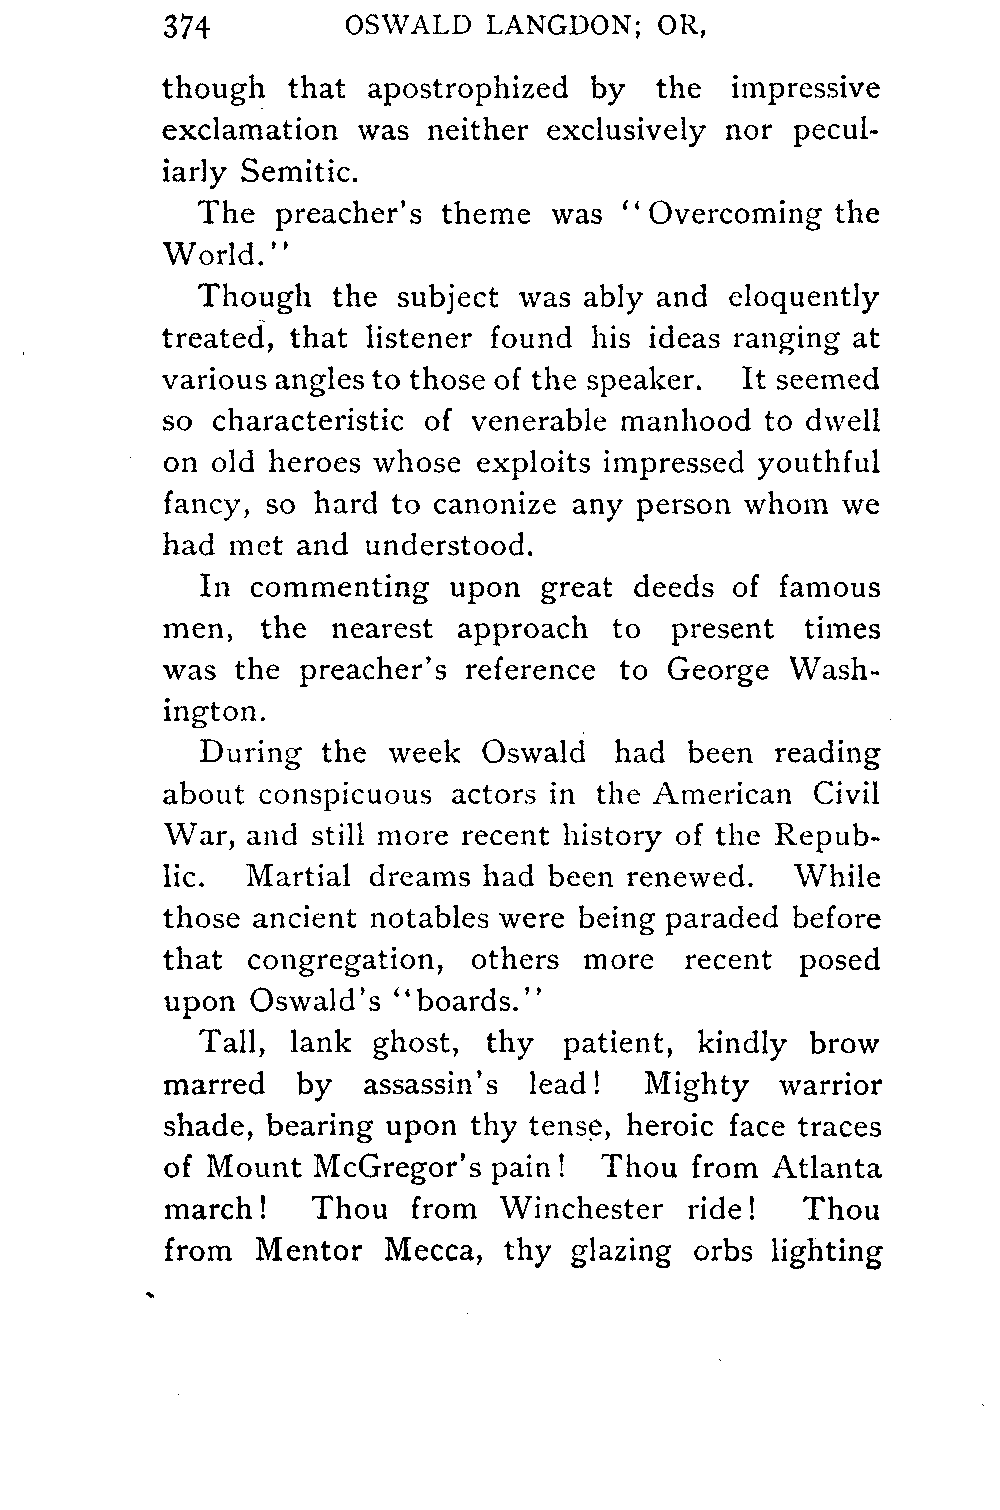 374 OSWALD LANGDON; OR,
though that apostrophized by the impressive
exclamation was neither exclusively nor pecul-
iarly Semitic.
The preacher's theme was "Overcoming the
World."
Though the subject was ably and eloquently
treated, that listener found his ideas ranging at
various angles to those of the speaker. It seemed
so characteristic of venerable manhood to dwell
on old heroes whose exploits impressed youthful
fancy, so hard to canonize any person whom we
had met and understood.
In commenting upon great deeds of famous
men, the nearest approach to present times
was the preacher's reference to George Wash-
ington.
During the week Oswald had been reading
about conspicuous actors in the American Civil
War, and still more recent history of the Repub-
lic. Martial dreams had been renewed. While
those ancient notables were being paraded before
that congregation, others more recent posed
upon Oswald's "boards."
Tall, lank ghost, thy patient, kindly brow
marred by assassin's lead! Mighty warrior
shade, bearing upon thy tense, heroic face traces
of Mount McGregor's pain! Thou from Atlanta
march! Thou from Winchester ride! Thou
from Mentor Mecca, thy glazing orbs lighting